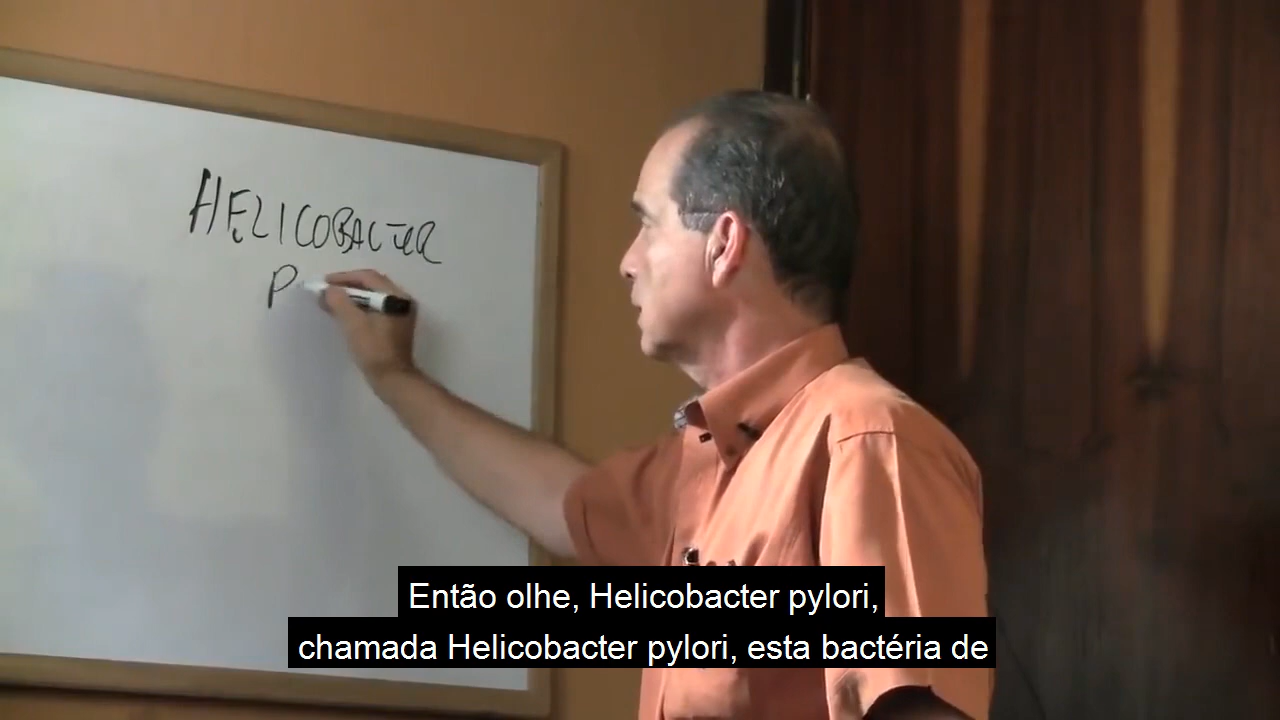 HELICOBACTER
P
Então olhe, Helicobacter pylori,
chamada Helicobacter pylori, esta bactéria de